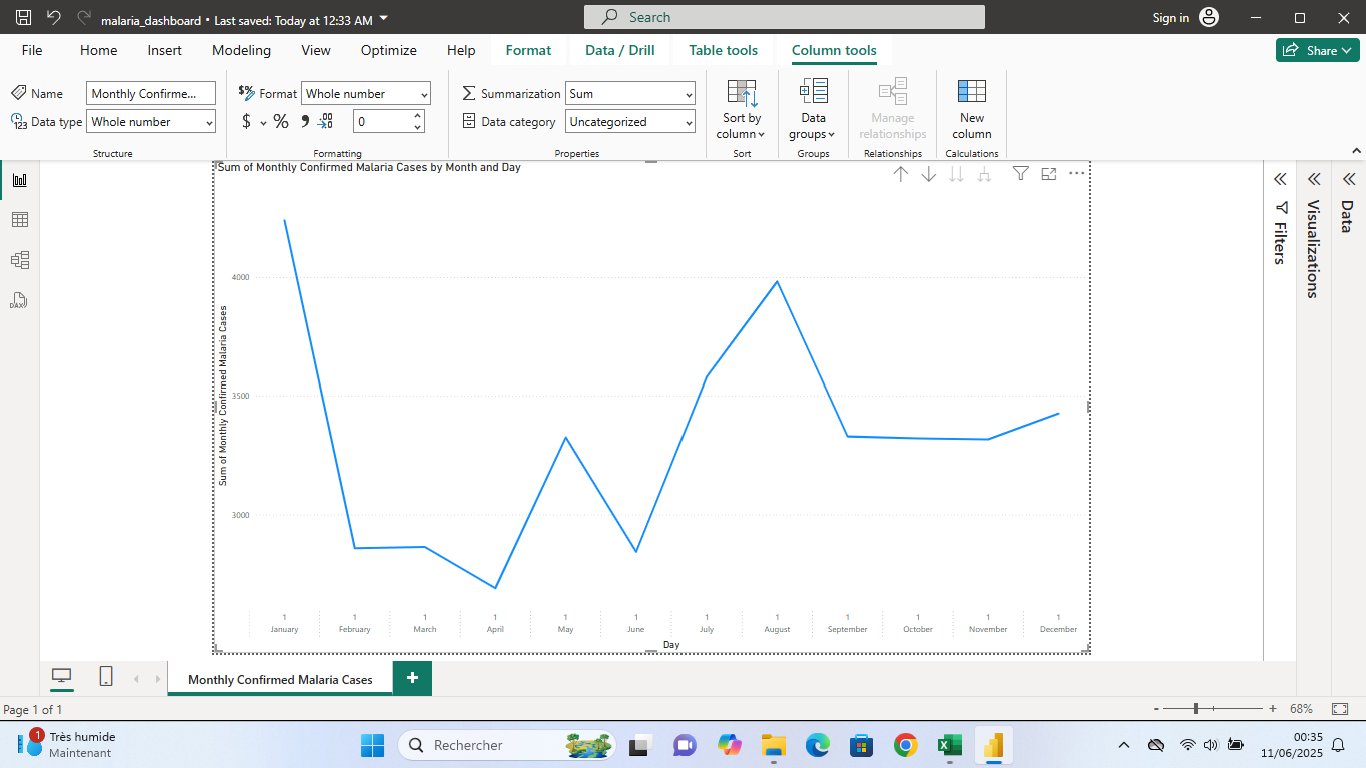 malaria_dashboard • Last saved: Today at 12:33 AM
Search
Sign in
File Home Insert Modeling View Optimize Help Format Data / Drill Table tools Column tools
Share
Name Monthly Confirme...
Data type Whole number
Structure
Format Whole number
$ % 9 .00 0
Formatting
Summarization Sum
Data category Uncategorized
Properties
Sort by
column
Sort
Data
groups
Groups
Manage
relationships
Relationships
New
column
Calculations
Sum of Monthly Confirmed Malaria Cases by Month and Day
Sum of Monthly Confirmed Malaria Cases
4000
3500
3000
1 1 1 1 1 1 1 1 1 1 1 1
January February March April May June July August September October November December
Day
Filters
Visualizations
Data
DAX
Monthly Confirmed Malaria Cases
+
Page 1 of 1
- + 68%
1
Très humide
Maintenant
Rechercher
00:35
11/06/2025